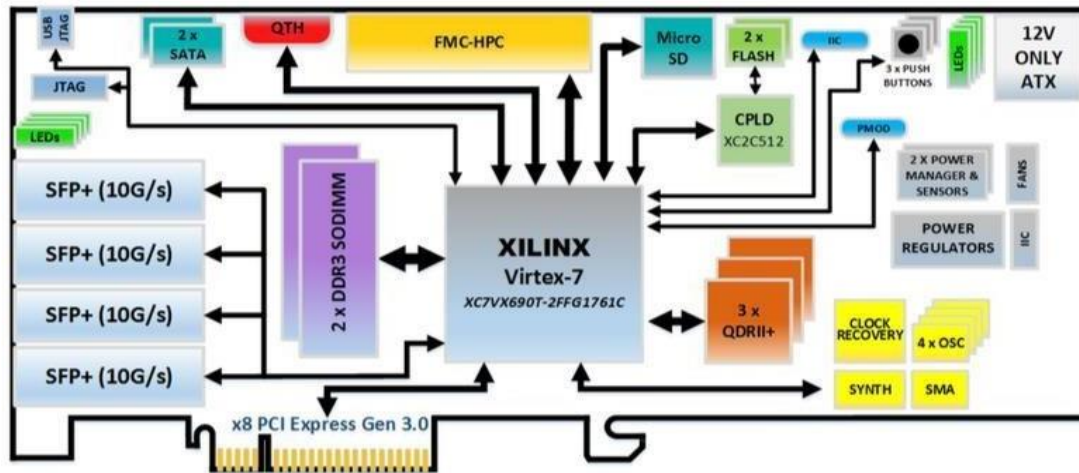 USB
JTAG
2 x
SATA
QTH
FMC-HPC
Micro
SD
2 x
FLASH
IIC
3 x PUSH
BUTTONS
LEDs
12V
ONLY
ATX
JTAG
LEDs
CPLD
XC2C512
PMOD
2 X POWER
MANAGER &
SENSORS
FANS
SFP+ (10G/s)
SFP+ (10G/s)
SFP+ (10G/s)
SFP+ (10G/s)
2 x DDR3 SODIMM
XILINX
Virtex-7
XC7VX690T-2FFG1761C
POWER
REGULATORS
IIC
3 x
QDRII+
CLOCK
RECOVERY
4 x OSC
SYNTH
SMA
x8 PCI Express Gen 3.0